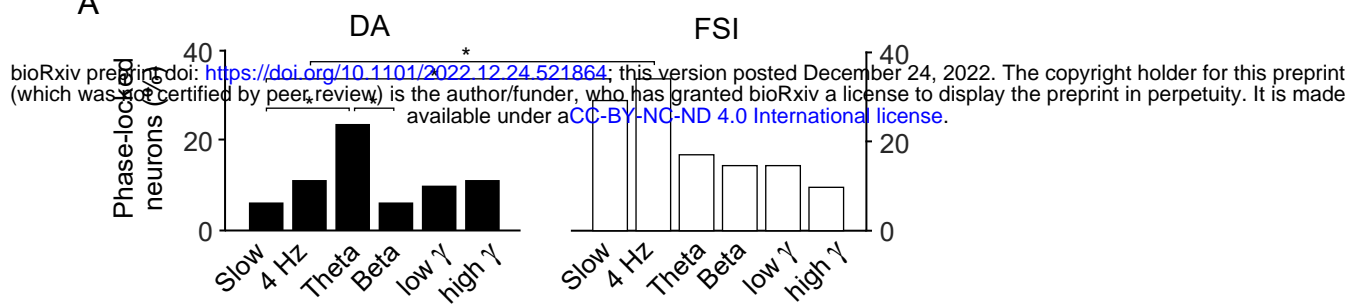 A
DA
FSI
*
bioRxiv preprint doi: https://doi.org/10.1101/2022.12.24.521864; this version posted December 24, 2022. The copyright holder for this preprint
(which was not certified by peer review) is the author/funder, who has granted bioRxiv a license to display the preprint in perpetuity. It is made
available under aCC-BY-NC-ND 4.0 International license.
Phase-locked
neurons (%)
*
* *
40
20
0
40
20
0
Slow
4 Hz
Theta
Beta
low γ
high γ
Slow
4 Hz
Theta
Beta
low γ
high γ